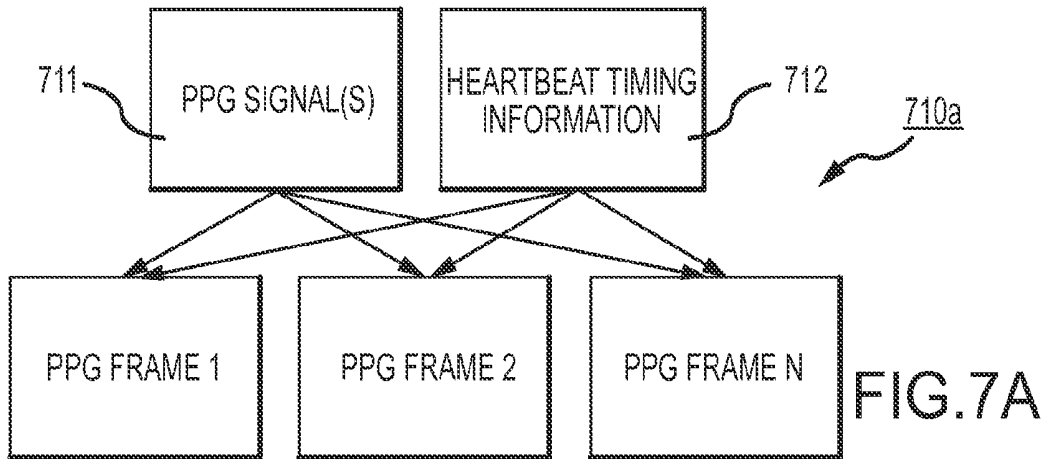 711
PPG SIGNAL(S)
HEARTBEAT TIMING
INFORMATION
712
710a
PPG FRAME 1
PPG FRAME 2
PPG FRAME N
FIG.7A